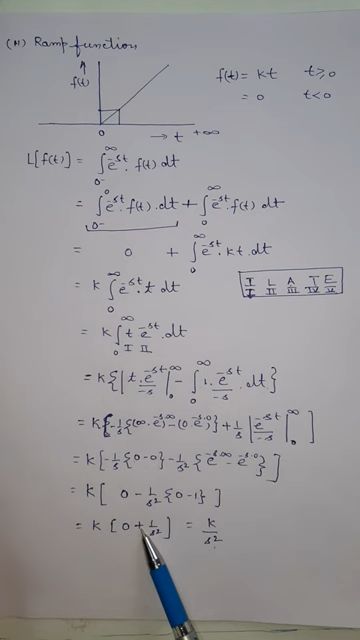 (M) Ramp function
f(t)
0
→ t +∞
f(t) = kt t≥0
= 0 t<0
L[f(t)] = ∫₀₋^∞ e^-st . f(t) dt
= ∫₀₋^0 e^-st . f(t) . dt + ∫₀^∞ e^-st . f(t) dt
= 0 + ∫₀^∞ e^-st . kt . dt
I L A T E
I II III IV V
= k ∫₀^∞ e^-st . t dt
= k ∫₀^∞ t e^-st . dt
I II
= k { | t . e^-st/-s |₀^∞ - ∫₀^∞ 1 . e^-st/-s . dt }
= k { -1/s { (∞ . e^-s.∞) - (0 . e^-s.0) } + 1/s | e^-st/-s |₀^∞ ]
= k [ -1/s { 0-0 } - 1/s² { e^-s.∞ - e^-s.0 } ]
= k [ 0 - 1/s² { 0-1 } ]
= k [ 0 + 1/s² ] = k/s²